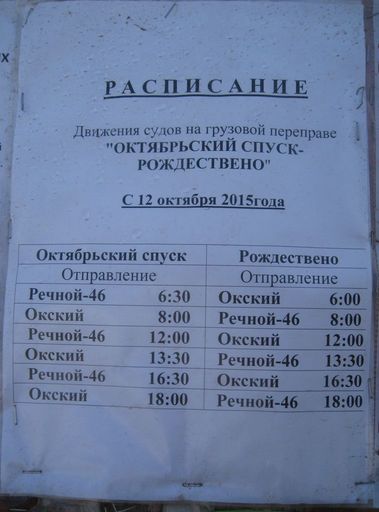 РАСПИСАНИЕ
Движения судов на грузовой переправе
"ОКТЯБРЬСКИЙ СПУСК-
РОЖДЕСТВЕНО"
С 12 октября 2015года
Октябрьский спуск Рождествено
Отправление Отправление
Речной-46 6:30 Окский 6:00
Окский 8:00 Речной-46 8:00
Речной-46 12:00 Окский 12:00
Окский 13:30 Речной-46 13:30
Речной-46 16:30 Окский 16:30
Окский 18:00 Речной-46 18:00